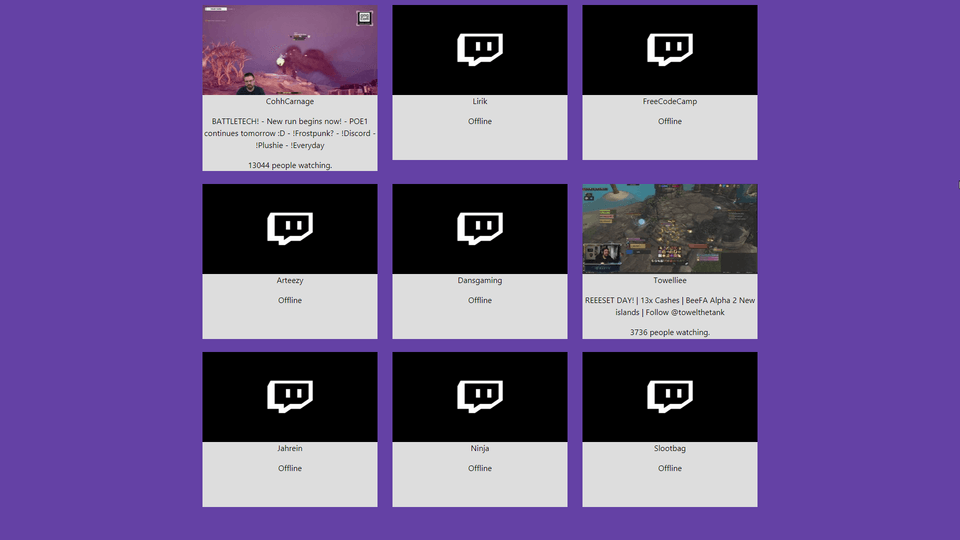 CohhCarnage
BATTLETECH! - New run begins now! - POE1
continues tomorrow :D - !Frostpunk? - !Discord -
!Plushie - !Everyday
13044 people watching.
Lirik
Offline
FreeCodeCamp
Offline
Arteezy
Offline
Dansgaming
Offline
Towelliee
REEESET DAY! | 13x Cashes | BeeFA Alpha 2 New
islands | Follow @towelthetank
3736 people watching.
Jahrein
Offline
Ninja
Offline
Slootbag
Offline